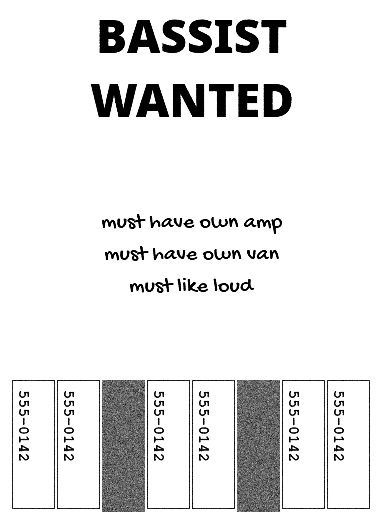 BASSIST
WANTED
must have own amp
must have own van
must like loud
555-0142
555-0142
555-0142
555-0142
555-0142
555-0142